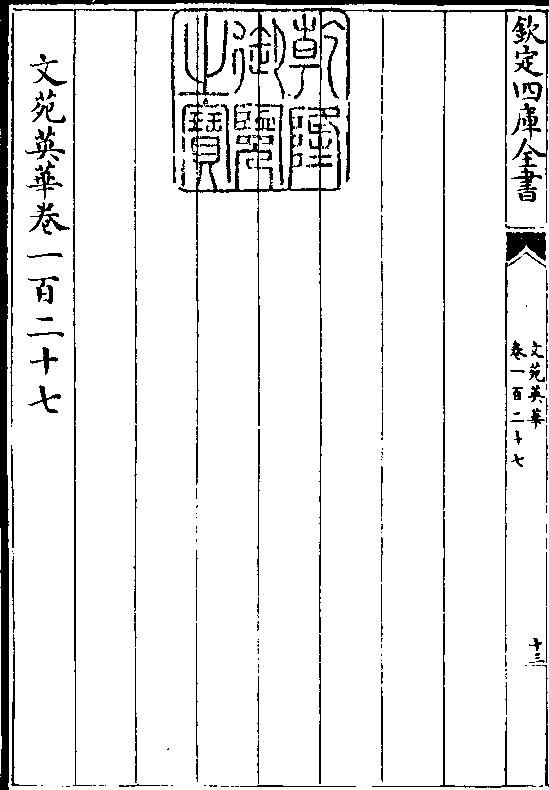 欽定四庫全書
文苑英華
卷一百二十七
十三
乾隆
御覽
之寶
文苑英華卷一百二十七